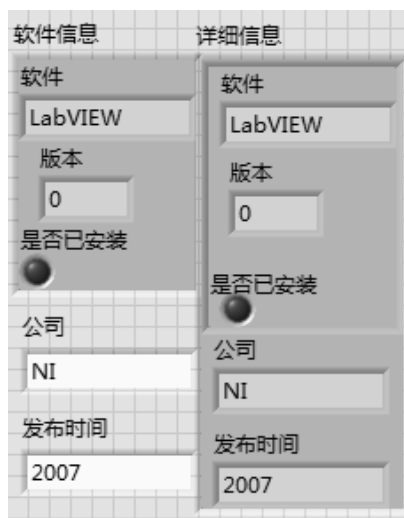 软件信息
软件
LabVIEW
版本
0
是否已安装
公司
NI
发布时间
2007
详细信息
软件
LabVIEW
版本
0
是否已安装
公司
NI
发布时间
2007